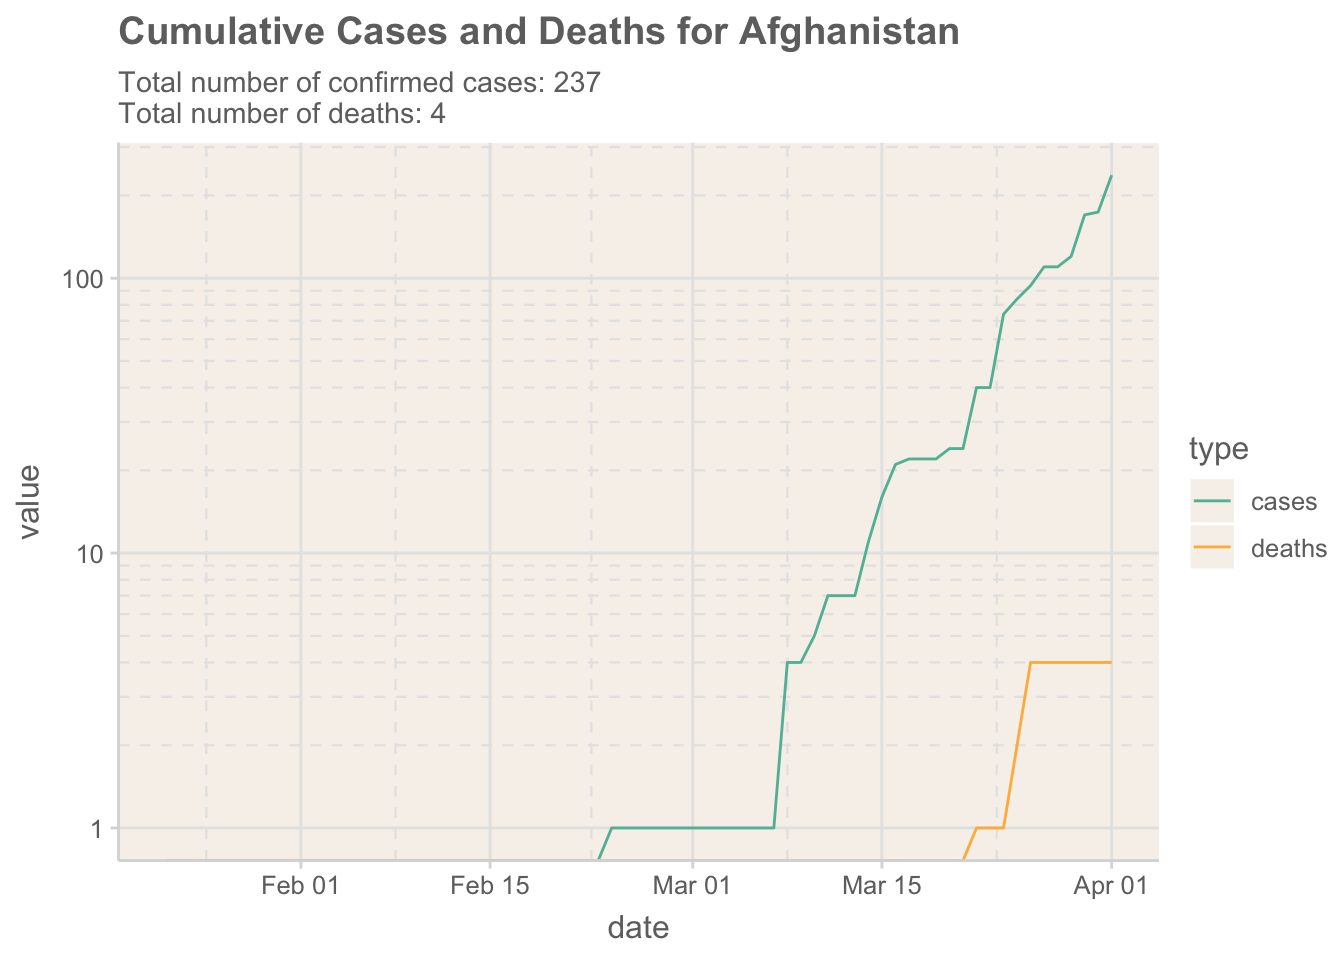 Cumulative Cases and Deaths for Afghanistan
Total number of confirmed cases: 237
Total number of deaths: 4
value
100
10
1
Feb 01
Feb 15
Mar 01
Mar 15
Apr 01
date
type
cases
deaths